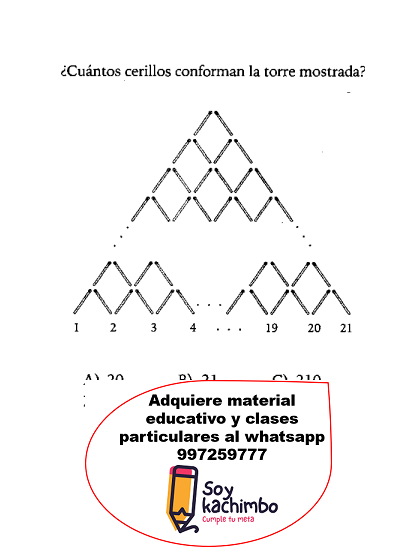 ¿Cuántos cerillos conforman la torre mostrada?
1 2 3 4 . . . 19 20 21
A) 20 B) 21 C) 210
Adquiere material
educativo y clases
particulares al whatsapp
997259777
Soy
kachimbo
Cumple tu meta